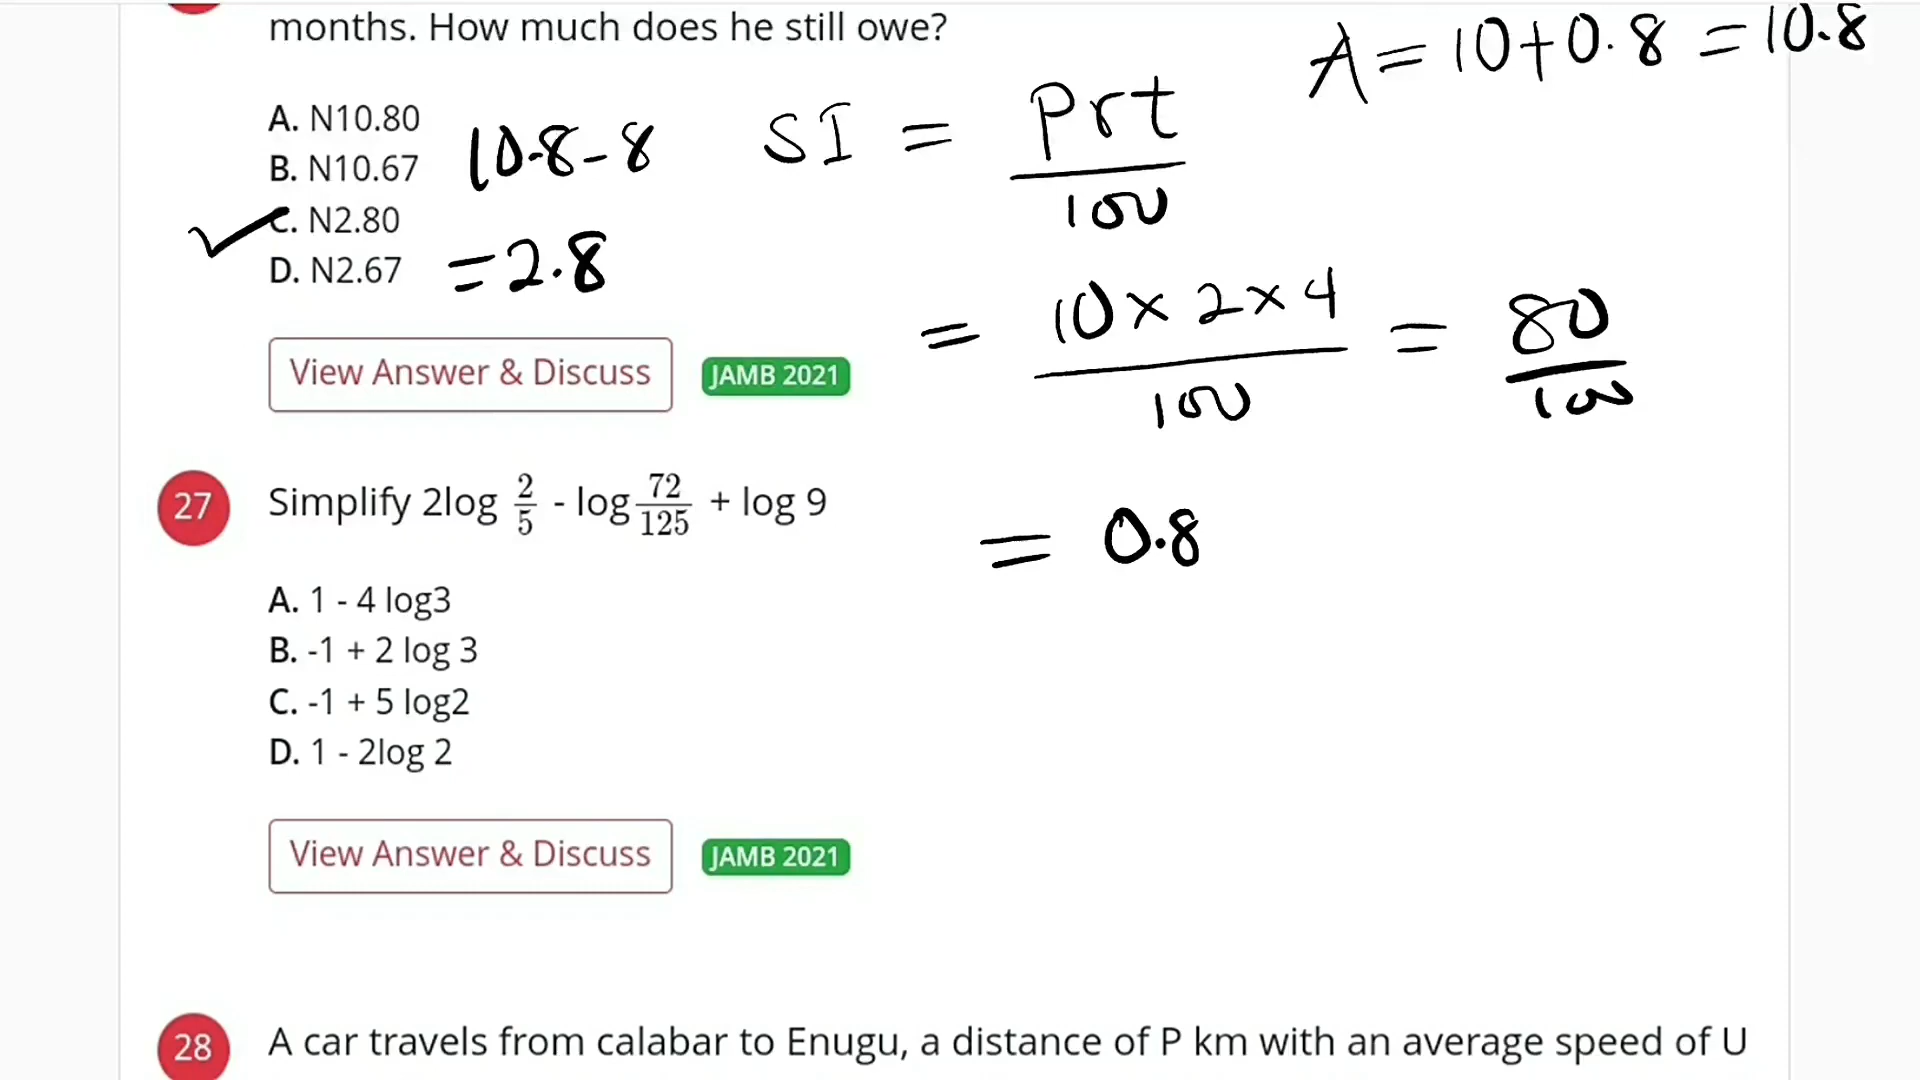 months. How much does he still owe?
A = 10+0.8 = 10.8
A. N10.80
B. N10.67
C. N2.80
D. N2.67
10.8-8
=2.8
SI = Prt
100
= 10 x 2 x 4 = 80
100 100
= 0.8
View Answer & Discuss JAMB 2021
27 Simplify 2log 2/5 - log 72/125 + log 9
A. 1 - 4 log3
B. -1 + 2 log 3
C. -1 + 5 log2
D. 1 - 2log 2
View Answer & Discuss JAMB 2021
28 A car travels from calabar to Enugu, a distance of P km with an average speed of U